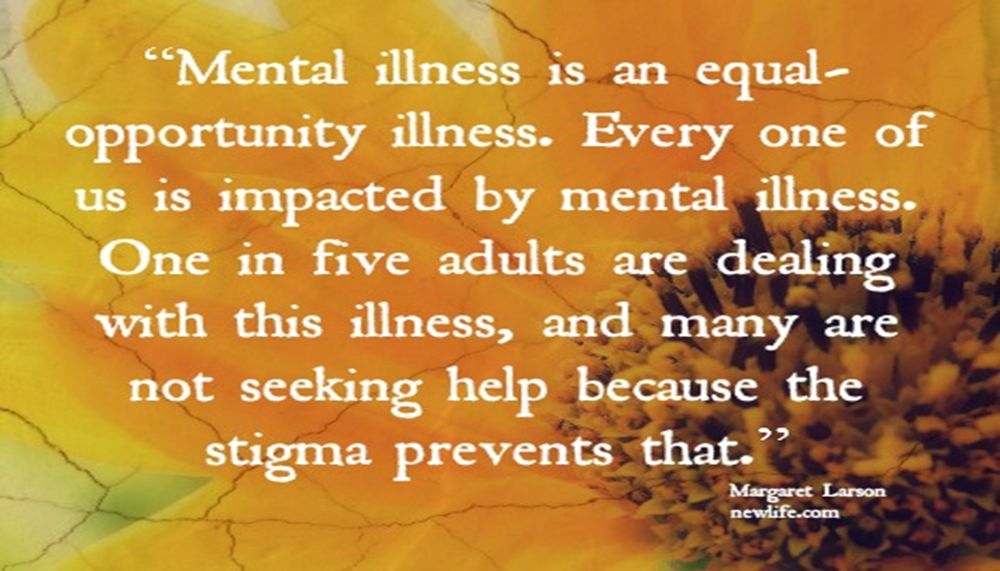 “Mental illness is an equal-
opportunity illness. Every one of
us is impacted by mental illness.
One in five adults are dealing
with this illness, and many are
not seeking help because the
stigma prevents that.”
Margaret Larson
newlife.com